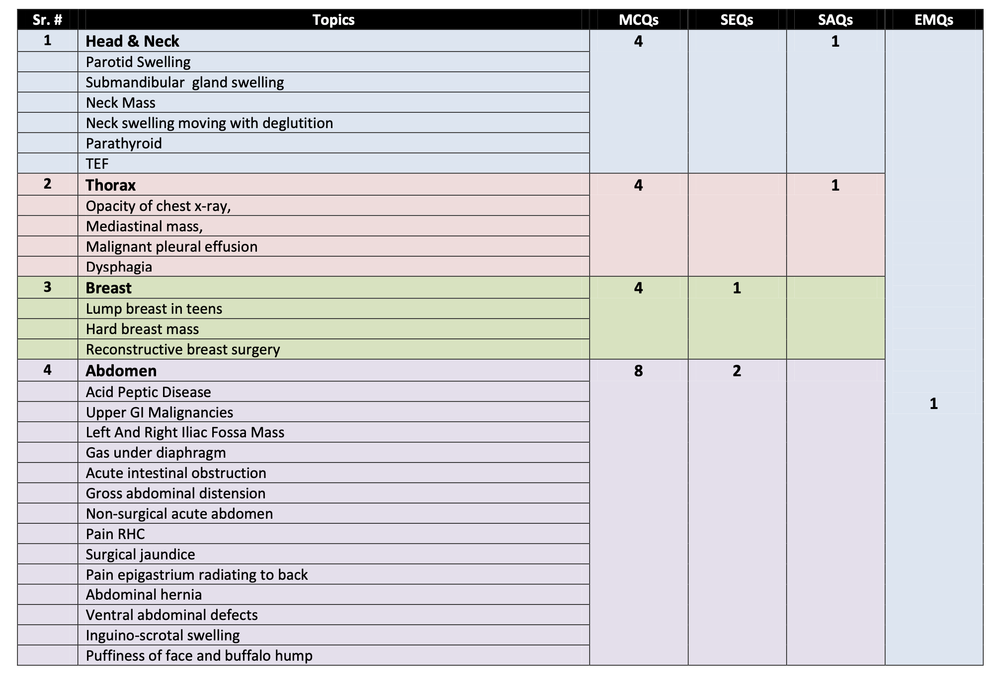 Sr. # Topics MCQs SEQs SAQs EMQs
1 Head & Neck 4 1
Parotid Swelling
Submandibular  gland swelling
Neck Mass
Neck swelling moving with deglutition
Parathyroid
TEF
2 Thorax 4 1
Opacity of chest x-ray,
Mediastinal mass,
Malignant pleural effusion
Dysphagia
3 Breast 4 1
Lump breast in teens
Hard breast mass
Reconstructive breast surgery
4 Abdomen 8 2
Acid Peptic Disease
1
Upper GI Malignancies
Left And Right Iliac Fossa Mass
Gas under diaphragm
Acute intestinal obstruction
Gross abdominal distension
Non-surgical acute abdomen
Pain RHC
Surgical jaundice
Pain epigastrium radiating to back
Abdominal hernia
Ventral abdominal defects
Inguino-scrotal swelling
Puffiness of face and buffalo hump